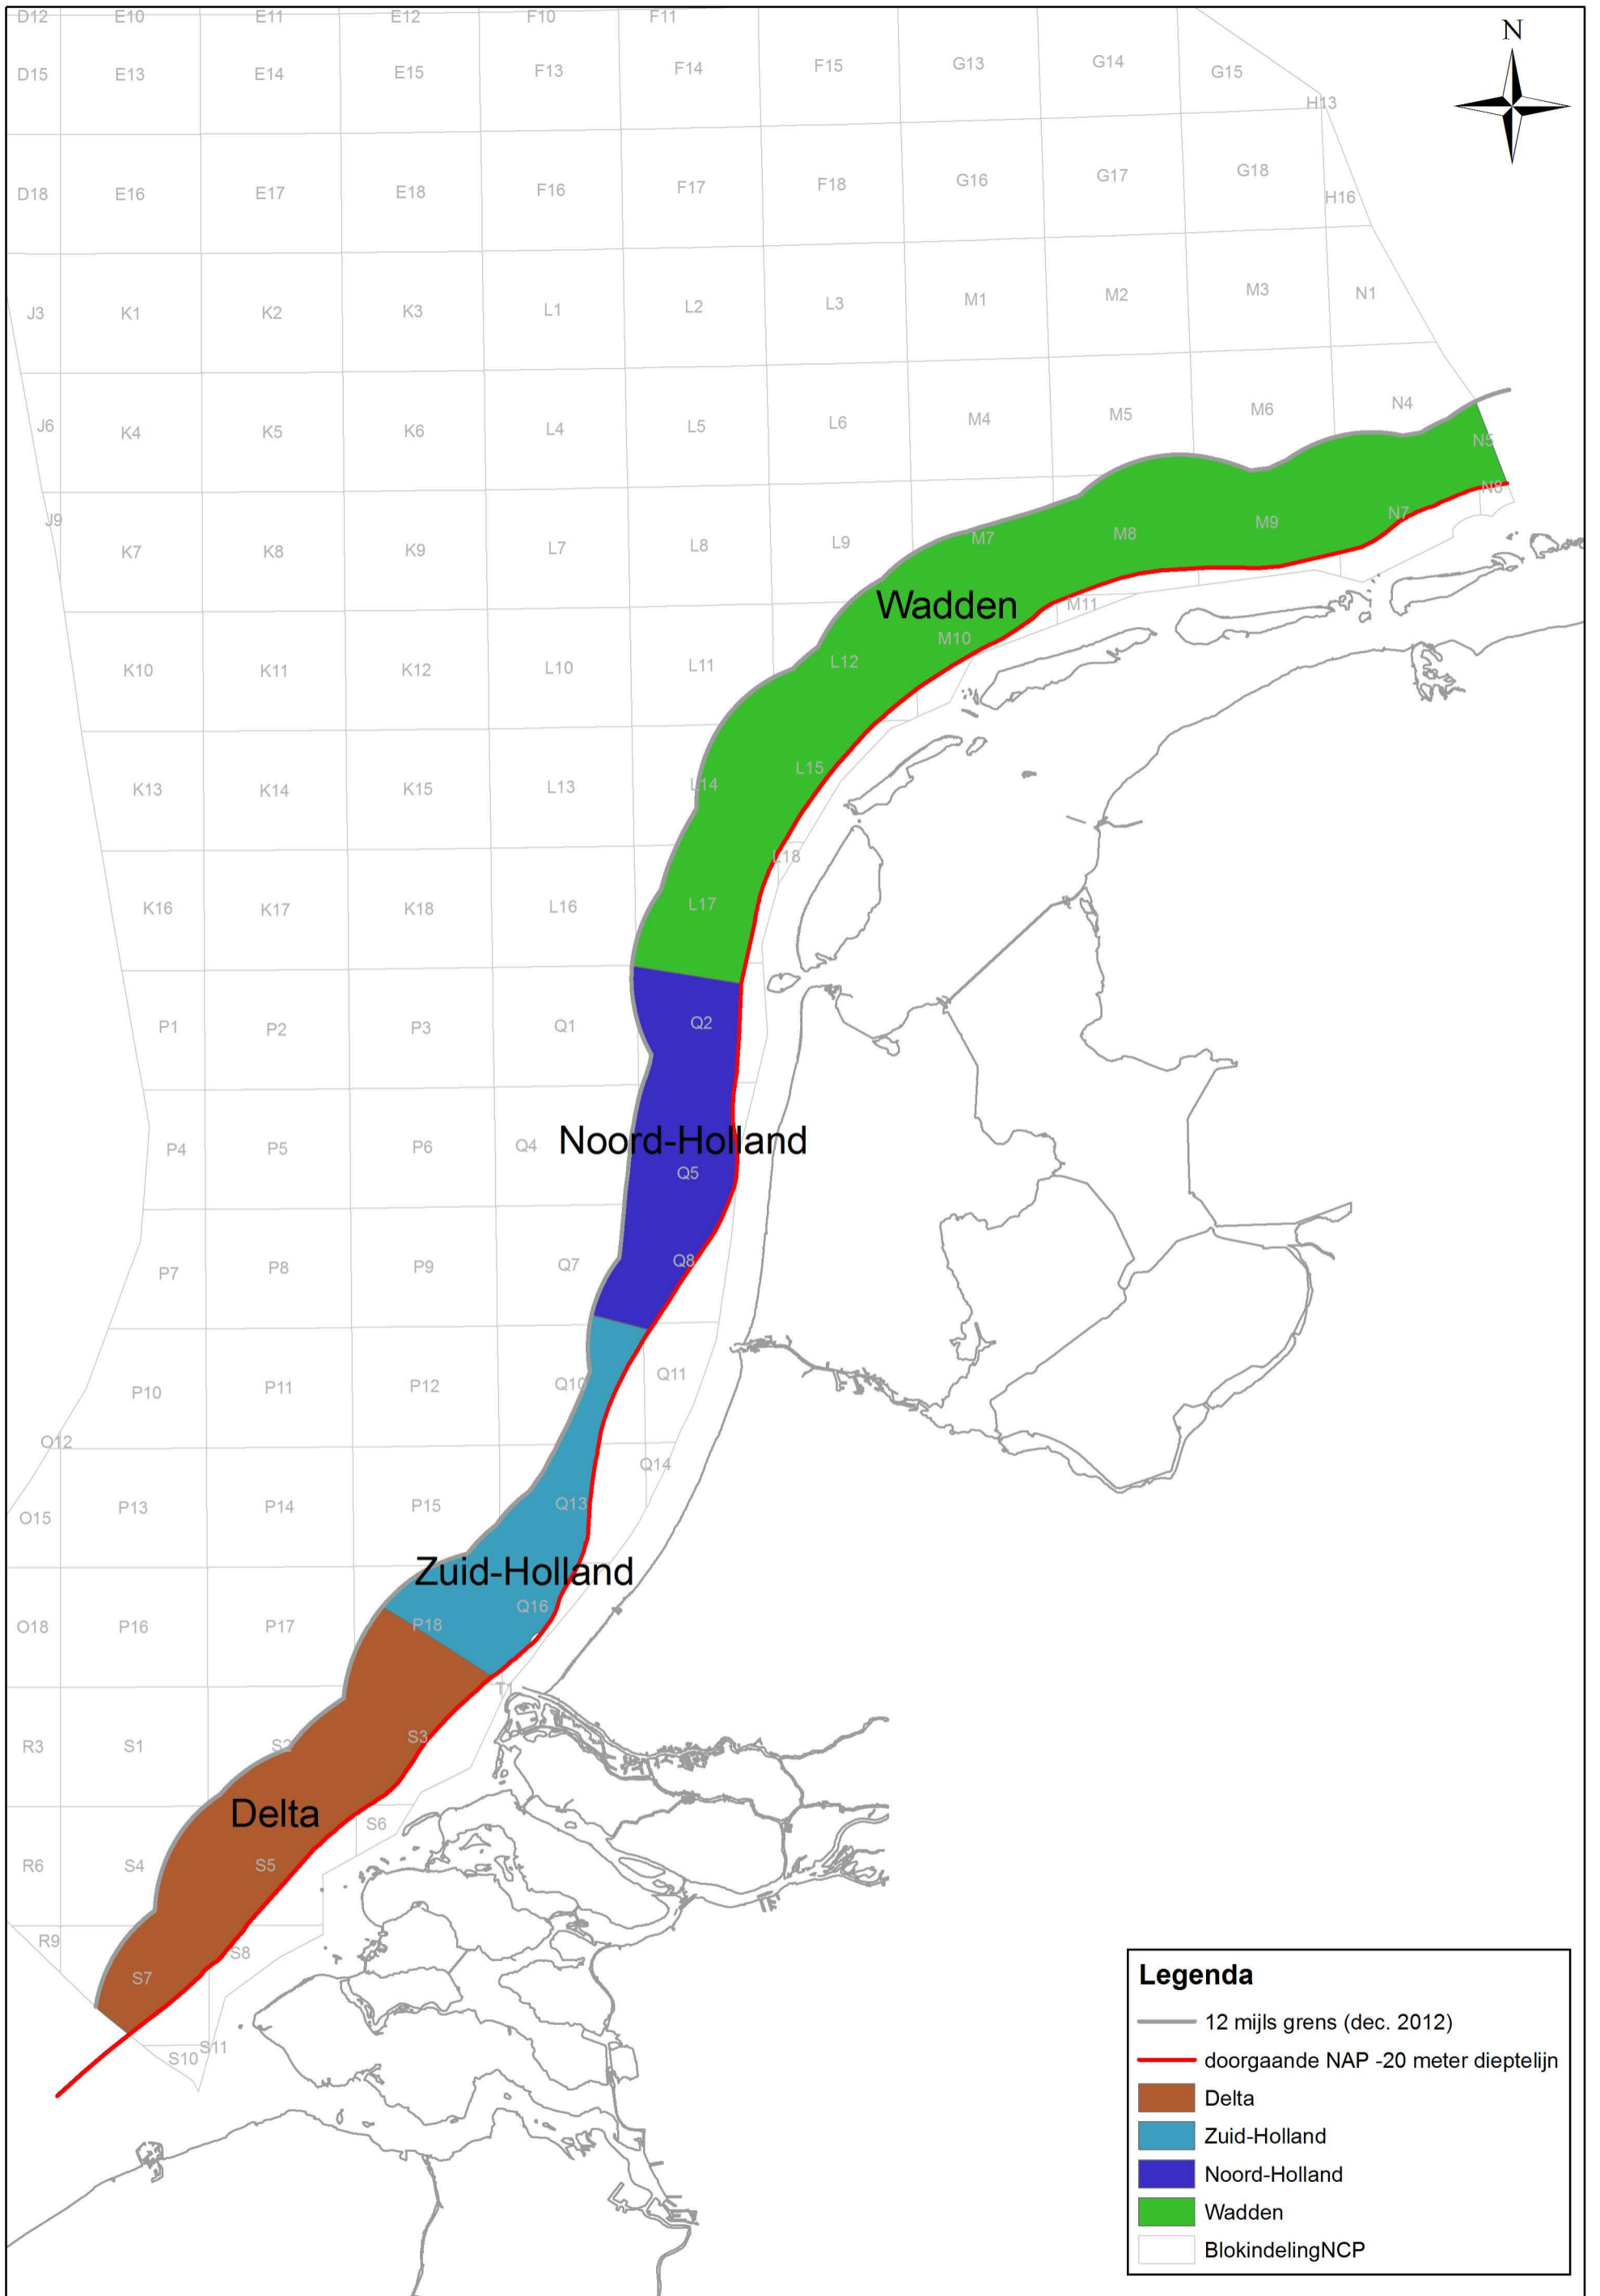 D12 E10 E11 E12 F10 F11
N
D15 E13 E14 E15 F13 F14 F15 G13 G14 G15
H13
D18 E16 E17 E18 F16 F17 F18 G16 G17 G18
H16
J3 K1 K2 K3 L1 L2 L3 M1 M2 M3 N1
J6 K4 K5 K6 L4 L5 L6 M4 M5 M6 N4
N5
N8
J9 K7 K8 K9 L7 L8 L9 M7 M8 M9 N7
Wadden
M11
M10
K10 K11 K12 L10 L11 L12
K13 K14 K15 L13 L14 L15
L18
K16 K17 K18 L16 L17
P1 P2 P3 Q1 Q2
P4 P5 P6 Q4
Noord-Holland
Q5
P7 P8 P9 Q7 Q8
P10 P11 P12 Q10 Q11
O12
Q14
O15 P13 P14 P15 Q13
Zuid-Holland
Q16
O18 P16 P17 P18
T1
R3 S1 S2 S3
Delta
S6
R6 S4 S5
R9 S8
S7
S10 S11
Legenda
12 mijls grens (dec. 2012)
doorgaande NAP -20 meter dieptelijn
Delta
Zuid-Holland
Noord-Holland
Wadden
BlokindelingNCP